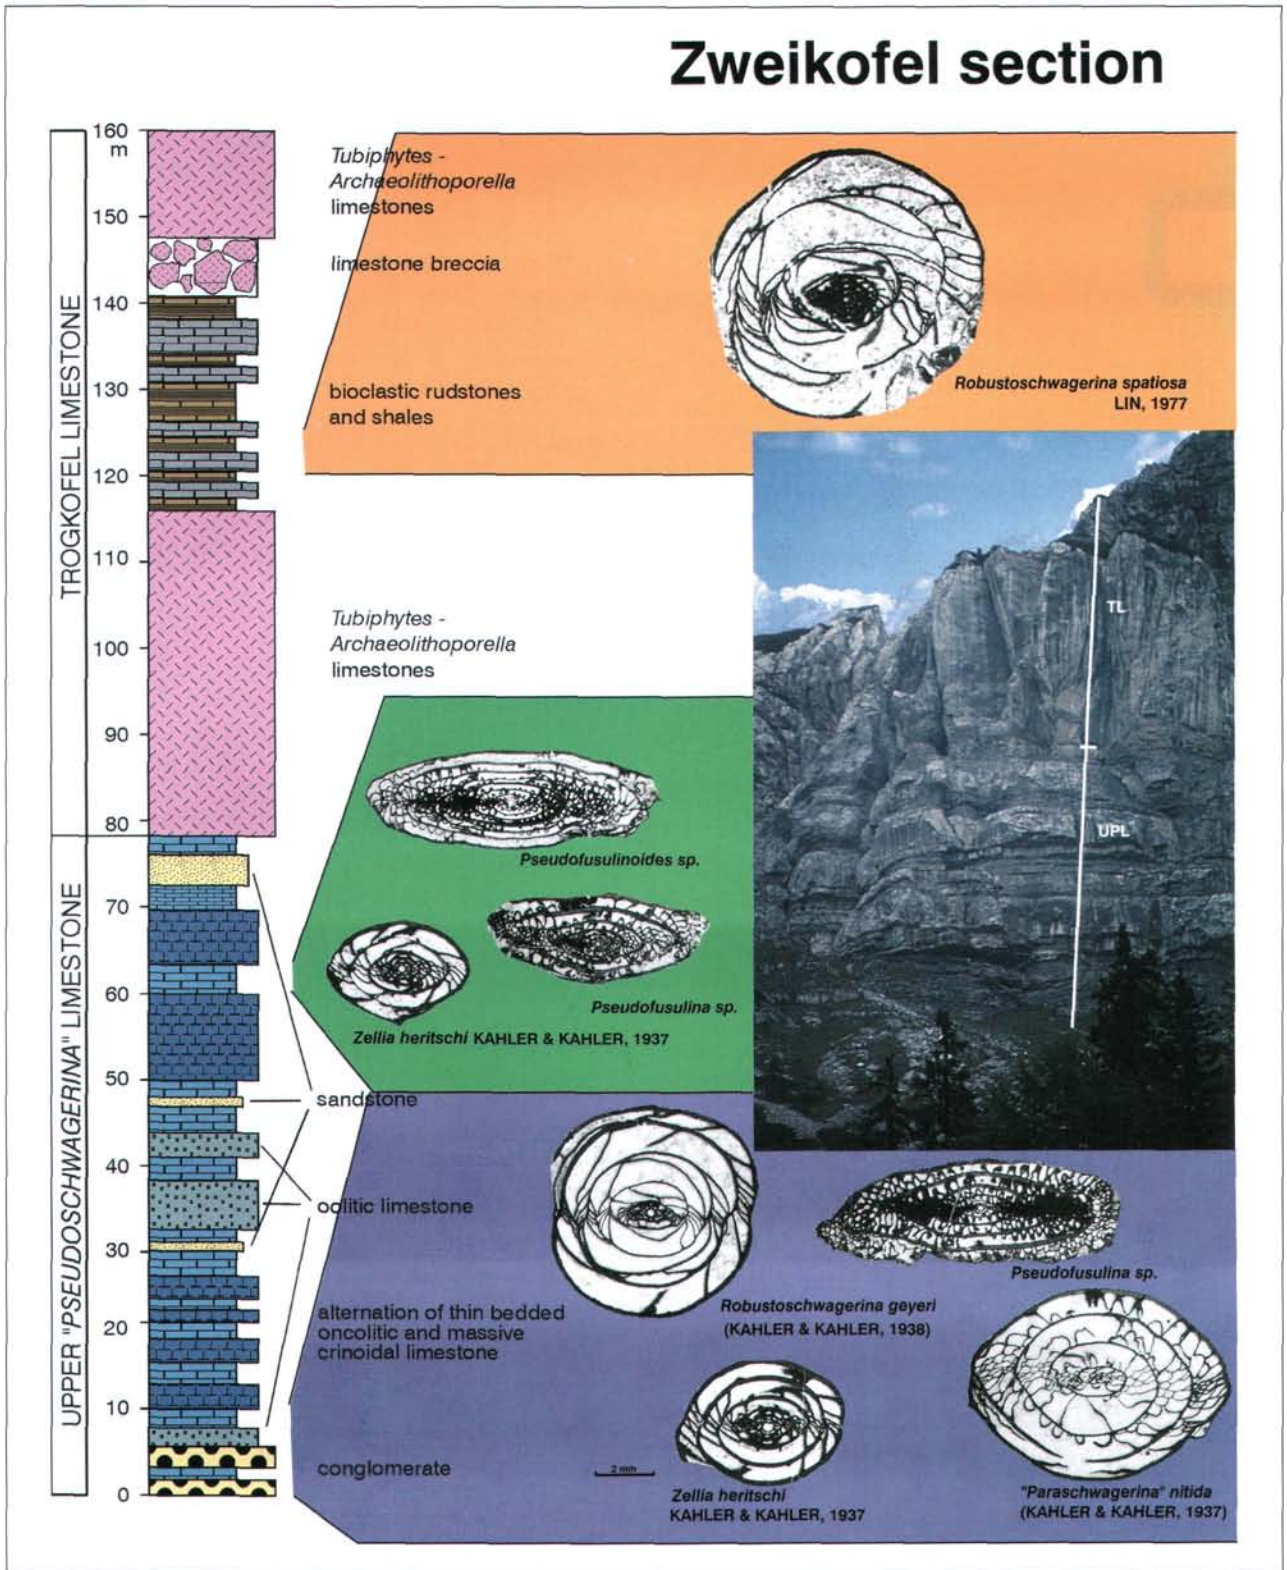 Zweikofel section
160
m
150
140
130
120
110
100
90
80
70
60
50
40
30
20
10
0
TROGKOFEL LIMESTONE
UPPER "PSEUDOSCHWAGERINA" LIMESTONE
Tubiphytes -
Archaeolithoporella
limestones
limestone breccia
bioclastic rudstones
and shales
Robustoschwagerina spatiosa
LIN, 1977
Tubiphytes -
Archaeolithoporella
limestones
TL
UPL
Pseudofusulinoides sp.
Pseudofusulina sp.
Zellia heritschi KAHLER & KAHLER, 1937
sandstone
oolitic limestone
alternation of thin bedded
oncolitic and massive
crinoidal limestone
conglomerate
Robustoschwagerina geyeri
(KAHLER & KAHLER, 1938)
Pseudofusulina sp.
2 mm
Zellia heritschi
KAHLER & KAHLER, 1937
"Paraschwagerina" nitida
(KAHLER & KAHLER, 1937)